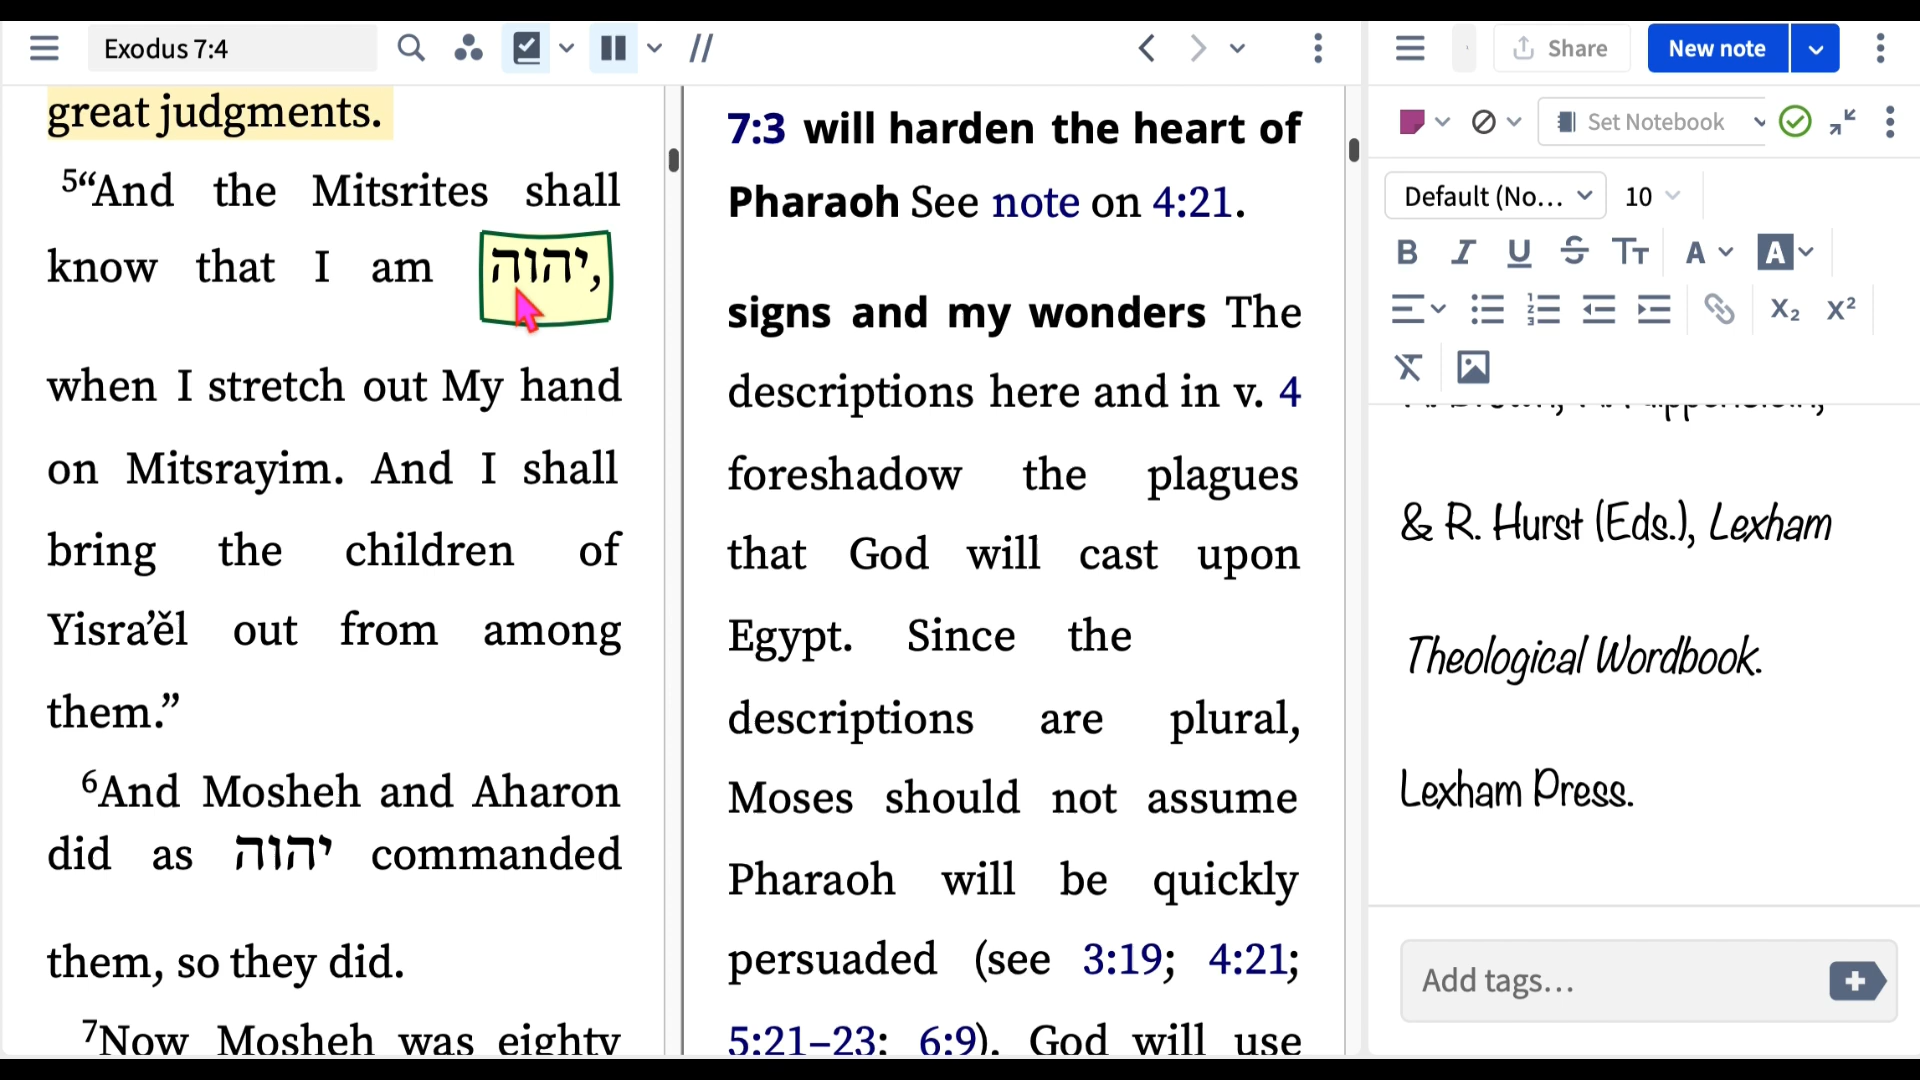 Exodus 7:4
great judgments.
5“And the Mitsrites shall
know that I am יהוה,
when I stretch out My hand
on Mitsrayim. And I shall
bring the children of
Yisra’ĕl out from among
them.”
6And Mosheh and Aharon
did as יהוה commanded
them, so they did.
7Now Mosheh was eighty
7:3 will harden the heart of
Pharaoh See note on 4:21.
signs and my wonders The
descriptions here and in v. 4
foreshadow the plagues
that God will cast upon
Egypt. Since the
descriptions are plural,
Moses should not assume
Pharaoh will be quickly
persuaded (see 3:19; 4:21;
5:21–23; 6:9). God will use
Share
New note
Set Notebook
Default (No... 10
& R. Hurst (Eds.), Lexham
Theological Wordbook.
Lexham Press.
Add tags...